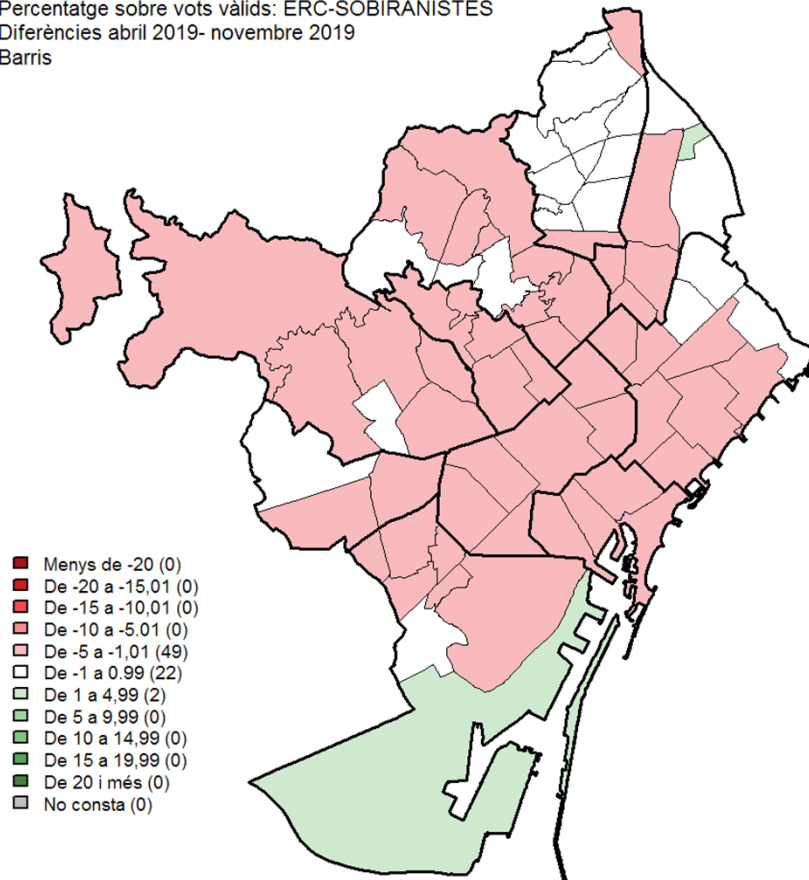 Percentatge sobre vots vàlids: ERC-SOBIRANISTES
Diferències abril 2019- novembre 2019
Barris
Menys de -20 (0)
De -20 a -15,01 (0)
De -15 a -10,01 (0)
De -10 a -5.01 (0)
De -5 a -1,01 (49)
De -1 a 0.99 (22)
De 1 a 4,99 (2)
De 5 a 9,99 (0)
De 10 a 14,99 (0)
De 15 a 19,99 (0)
De 20 i més (0)
No consta (0)